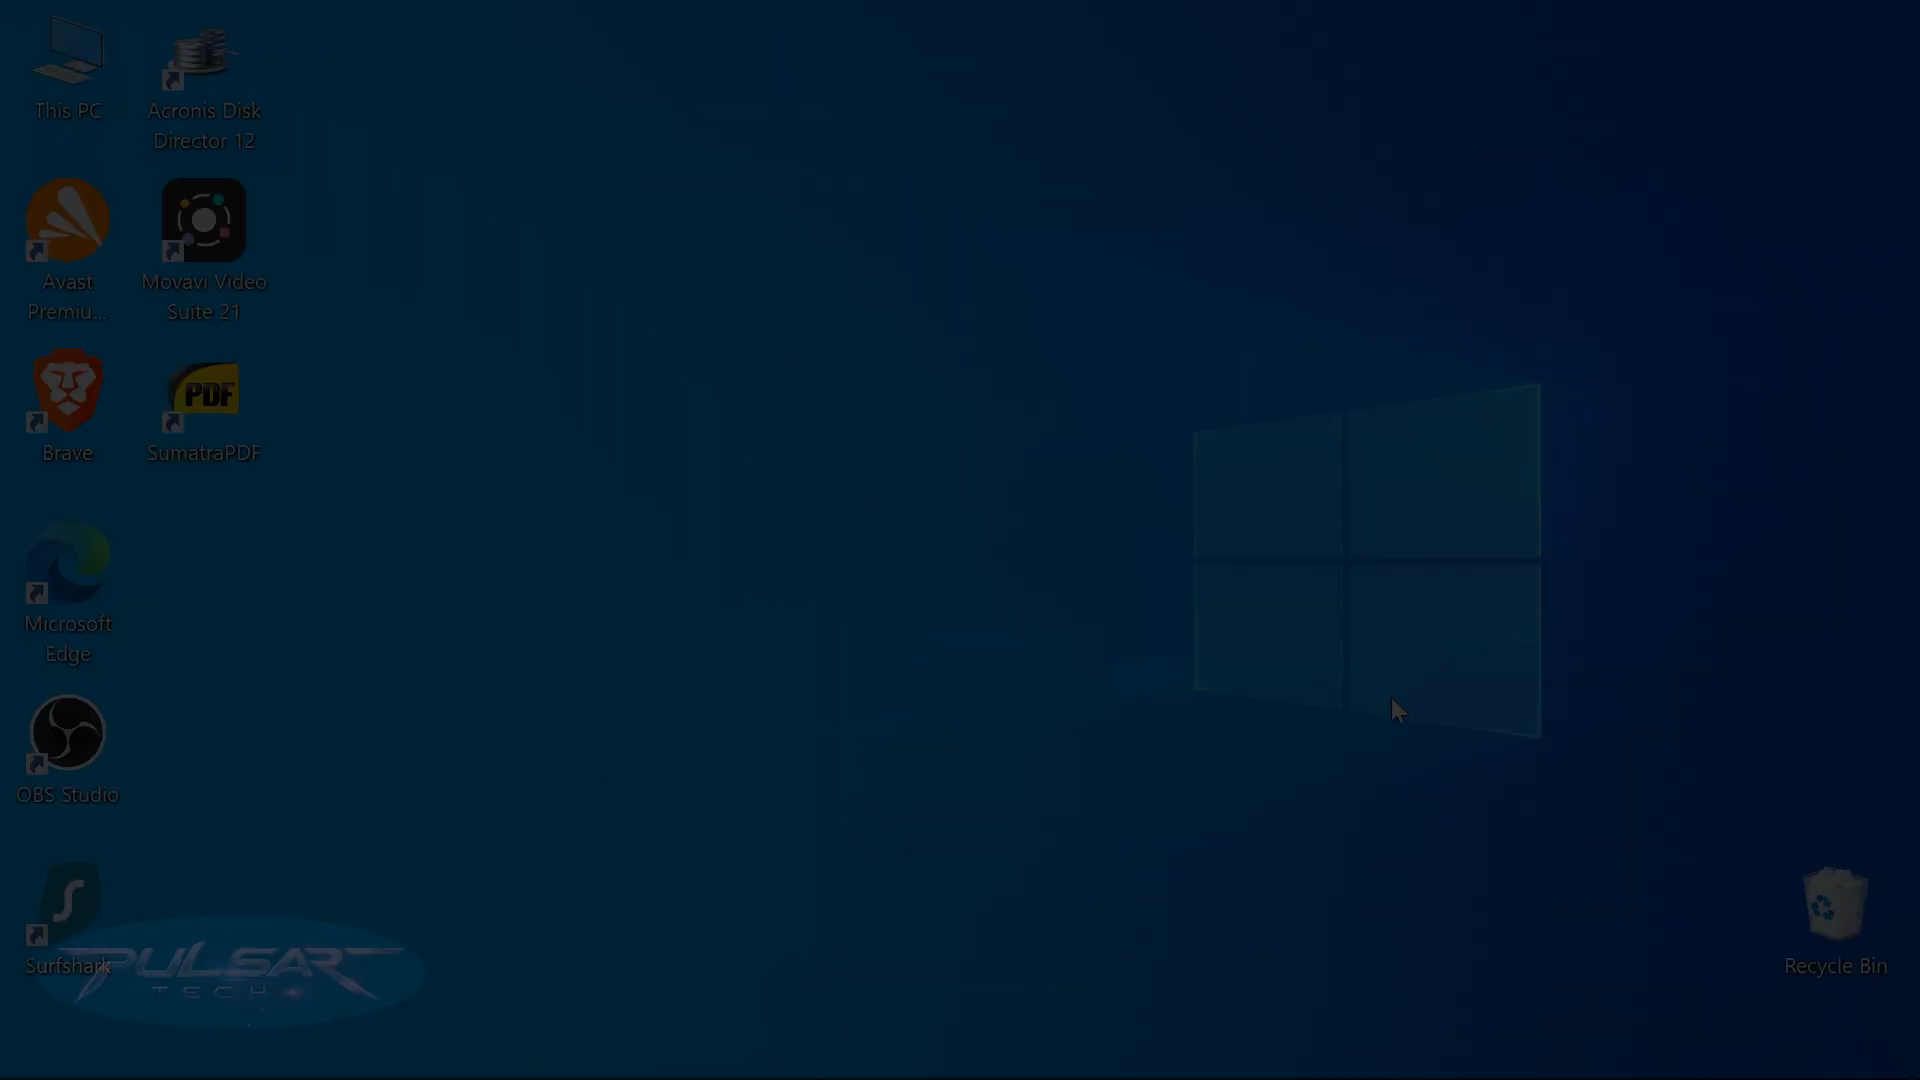 This PC
Acronis Disk
Director 12
Avast
Premiu...
Movavi Video
Suite 21
Brave
PDF
SumatraPDF
Microsoft
Edge
OBS Studio
Surfshark
PULSAR
TECH
Recycle Bin